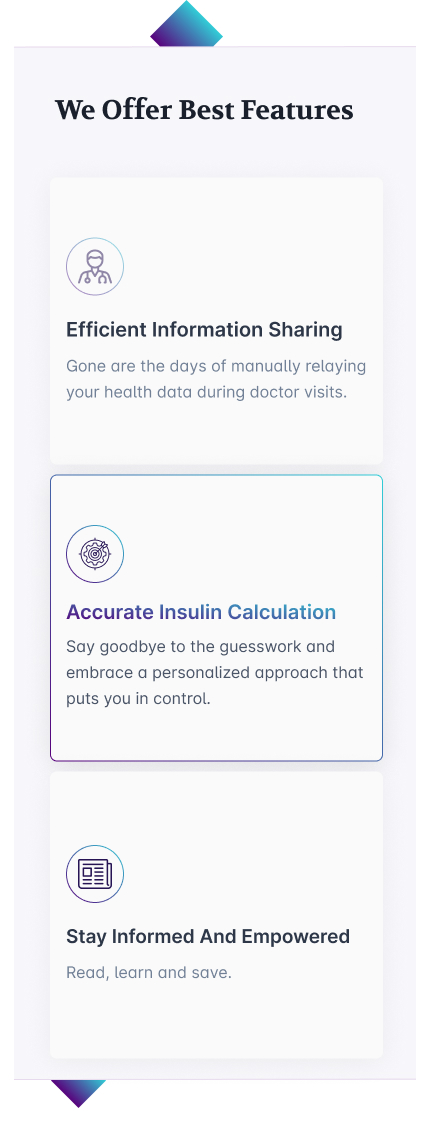 We Offer Best Features
Efficient Information Sharing
Gone are the days of manually relaying
your health data during doctor visits.
Accurate Insulin Calculation
Say goodbye to the guesswork and
embrace a personalized approach that
puts you in control.
Stay Informed And Empowered
Read, learn and save.